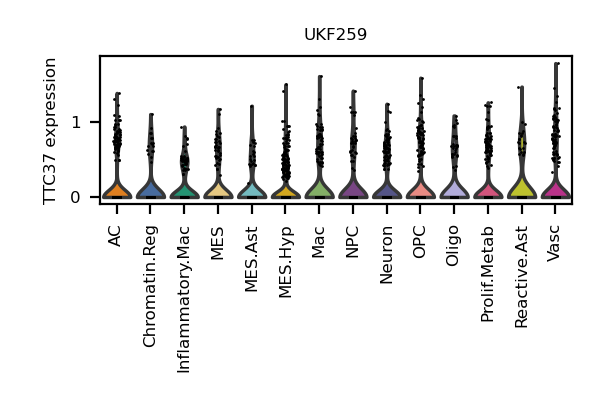 UKF259
TTC37 expression
1
0
AC
Chromatin.Reg
Inflammatory.Mac
MES
MES.Ast
MES.Hyp
Mac
NPC
Neuron
OPC
Oligo
Prolif.Metab
Reactive.Ast
Vasc